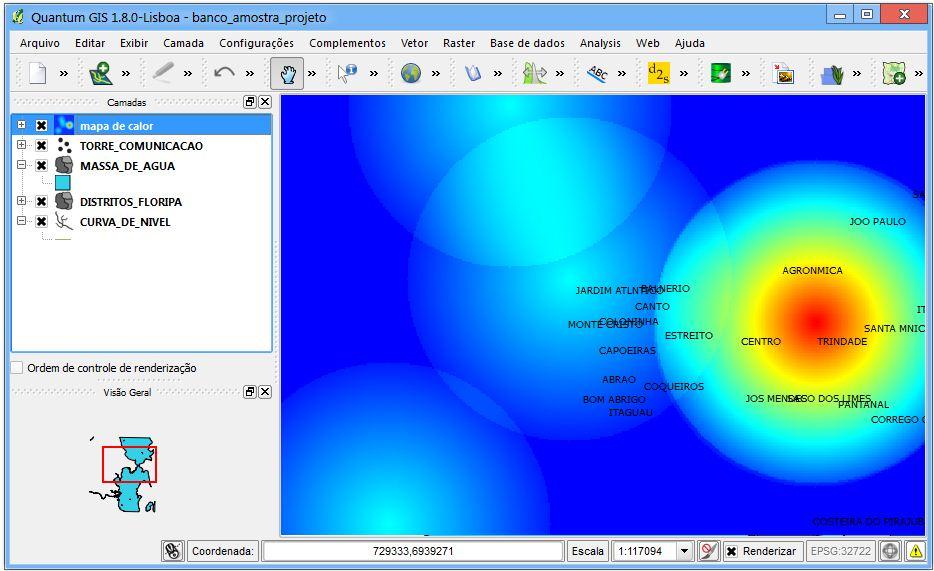 Quantum GIS 1.8.0-Lisboa - banco_amostra_projeto
Arquivo Editar Exibir Camada Configurações Complementos Vetor Raster Base de dados Analysis Web Ajuda
» » » » » » » » » » » » » »
ABC
d2s
Camadas
mapa de calor
TORRE_COMUNICACAO
MASSA_DE_AGUA
DISTRITOS_FLORIPA
CURVA_DE_NIVEL
Ordem de controle de renderização
Visão Geral
JOO PAULO
AGRONMICA
JARDIM ATLNTICO
BALNERIO
CANTO
COLONINHA
MONTE CRISTO
ESTREITO
SANTA MNIC
CENTRO
TRINDADE
CAPOEIRAS
ABRAO
COQUEIROS
BOM ABRIGO
ITAGUAU
JOS MENDES
SACO DOS LIMES
PANTANAL
CORREGO
COSTEIRA DO PIRAJUB
Coordenada: 729333,6939271 Escala 1:117094 Renderizar EPSG:32722